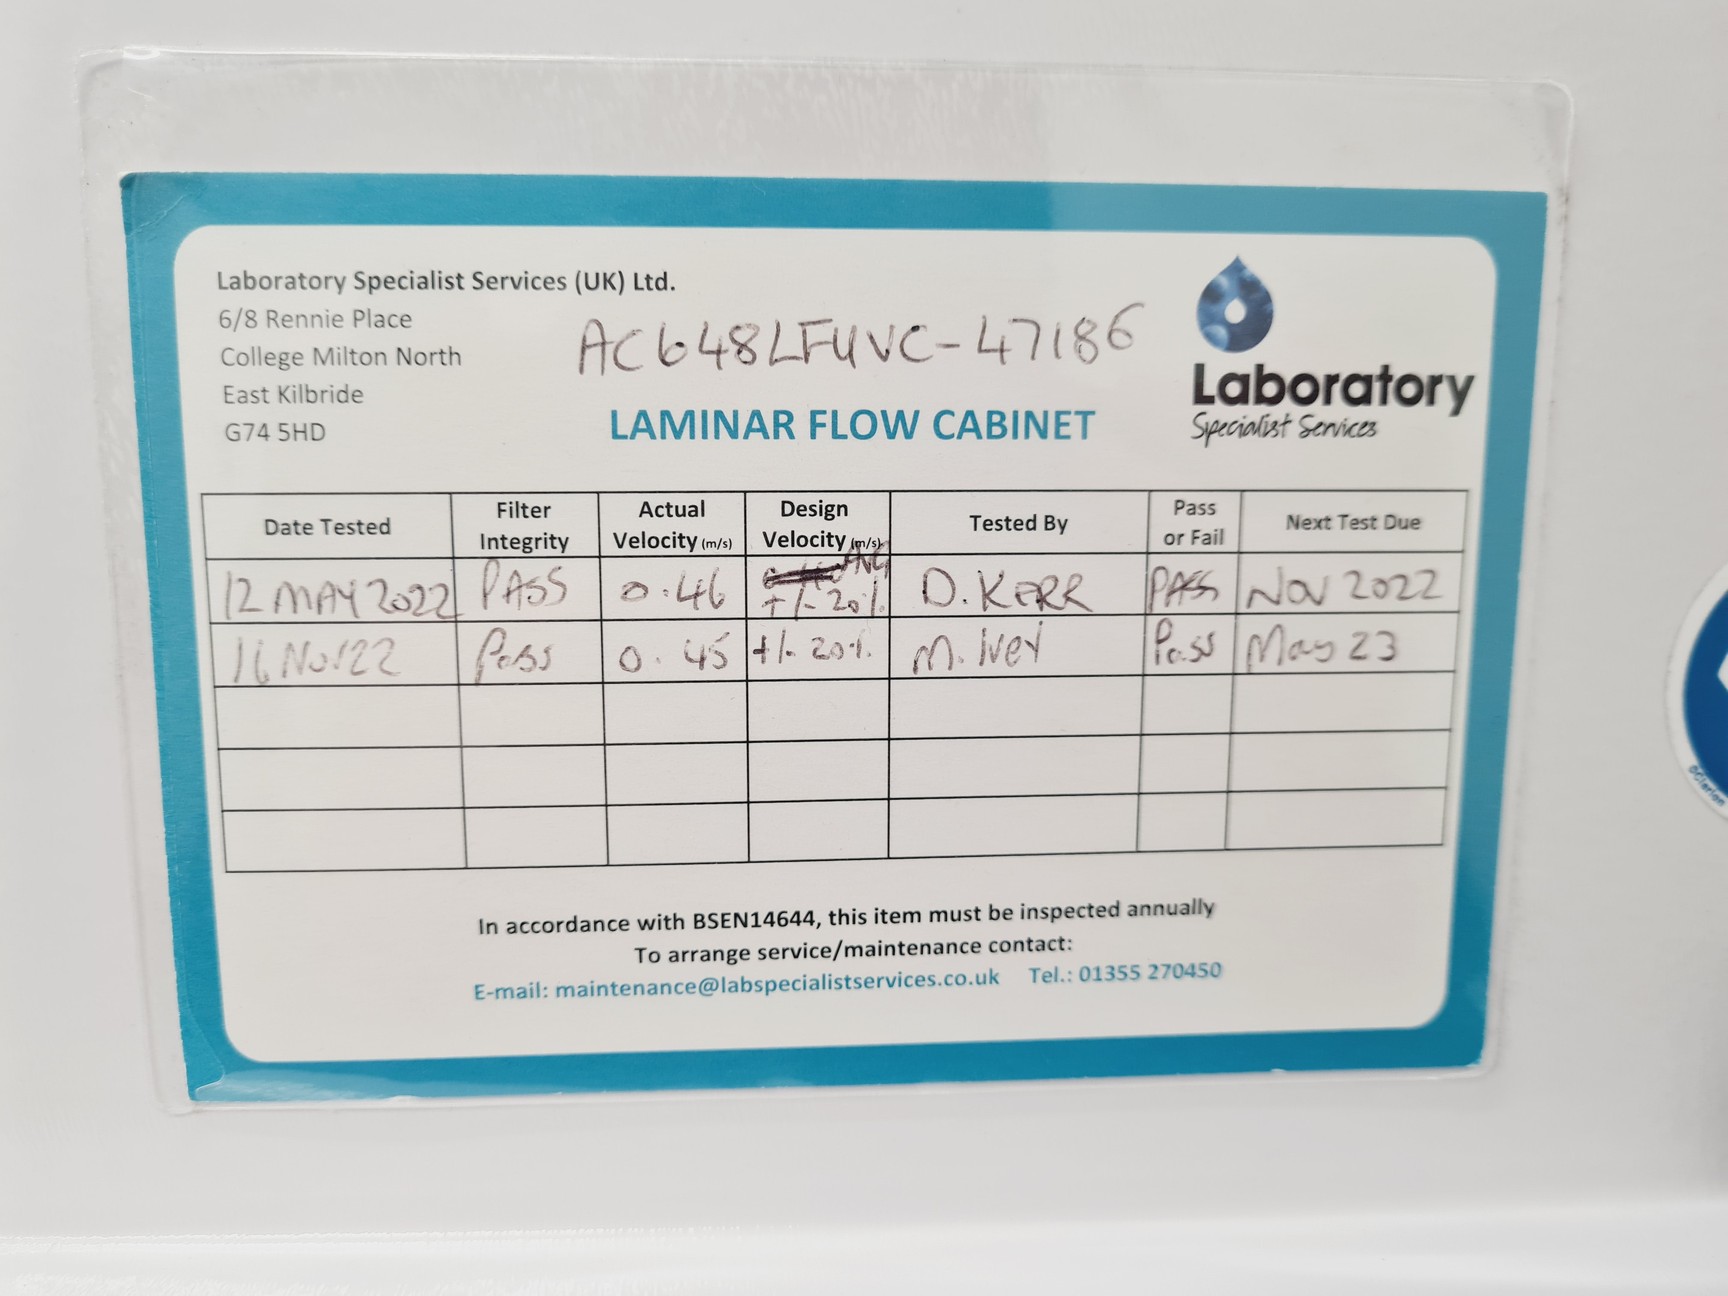 Laboratory Specialist Services (UK) Ltd.
6/8 Rennie Place
College Milton North
East Kilbride
G74 5HD
AC648LFUVC-47186
LAMINAR FLOW CABINET
Laboratory
Specialist Services
Date Tested Filter Integrity Actual Velocity (m/s) Design Velocity (m/s) Tested By Pass or Fail Next Test Due
12 MAY 2022 PASS 0.46 AVG +/- 20% D. KERR PASS NOV 2022
16 Nov 22 Pass 0.45 +/- 20% M. Ivey Pass May 23
In accordance with BSEN14644, this item must be inspected annually
To arrange service/maintenance contact:
E-mail: maintenance@labspecialistservices.co.uk Tel.: 01355 270450
©Clarion